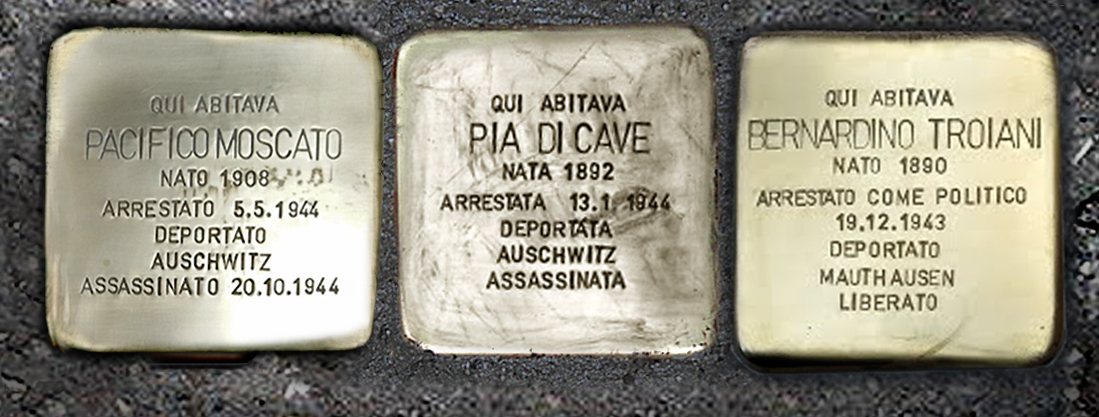 QUI ABITAVA
PACIFICO MOSCATO
NATO 1908
ARRESTATO 5.5.1944
DEPORTATO
AUSCHWITZ
ASSASSINATO 20.10.1944
QUI ABITAVA
PIA DI CAVE
NATA 1892
ARRESTATA 13.1.1944
DEPORTATA
AUSCHWITZ
ASSASSINATA
QUI ABITAVA
BERNARDINO TROIANI
NATO 1890
ARRESTATO COME POLITICO
19.12.1943
DEPORTATO
MAUTHAUSEN
LIBERATO